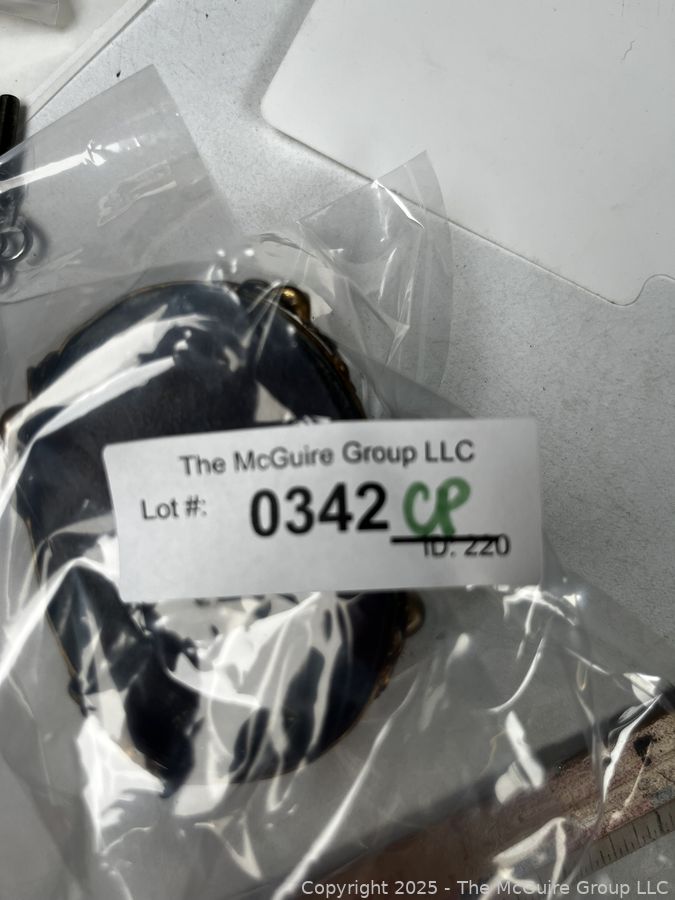 The McGuire Group LLC
Lot #: 0342 CP
ID: 220
Copyright 2025 - The McGuire Group LLC